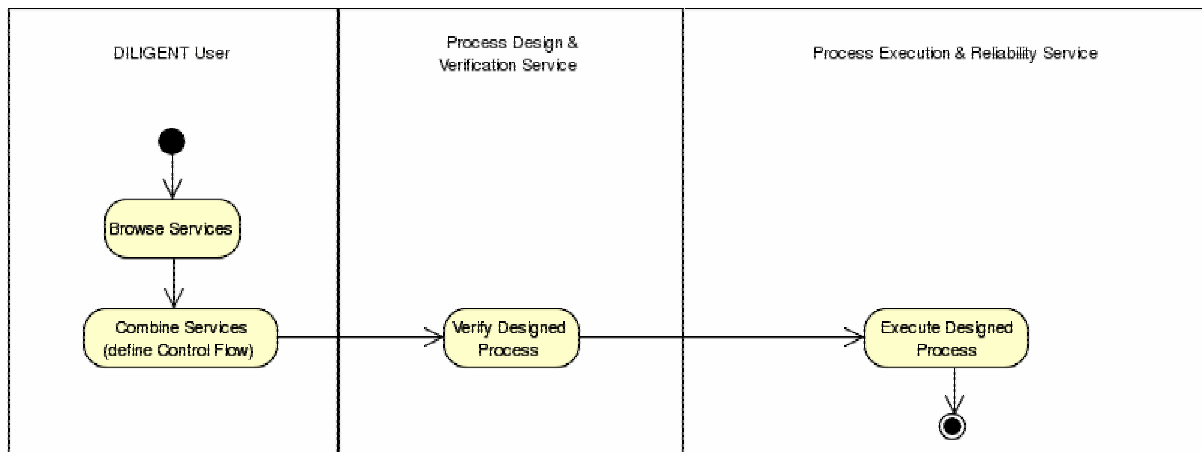 DILIGENT User
Process Design &
Verification Service
Process Execution & Reliability Service
Browse Services
Combine Services
(define Control Flow)
Verify Designed
Process
Execute Designed
Process